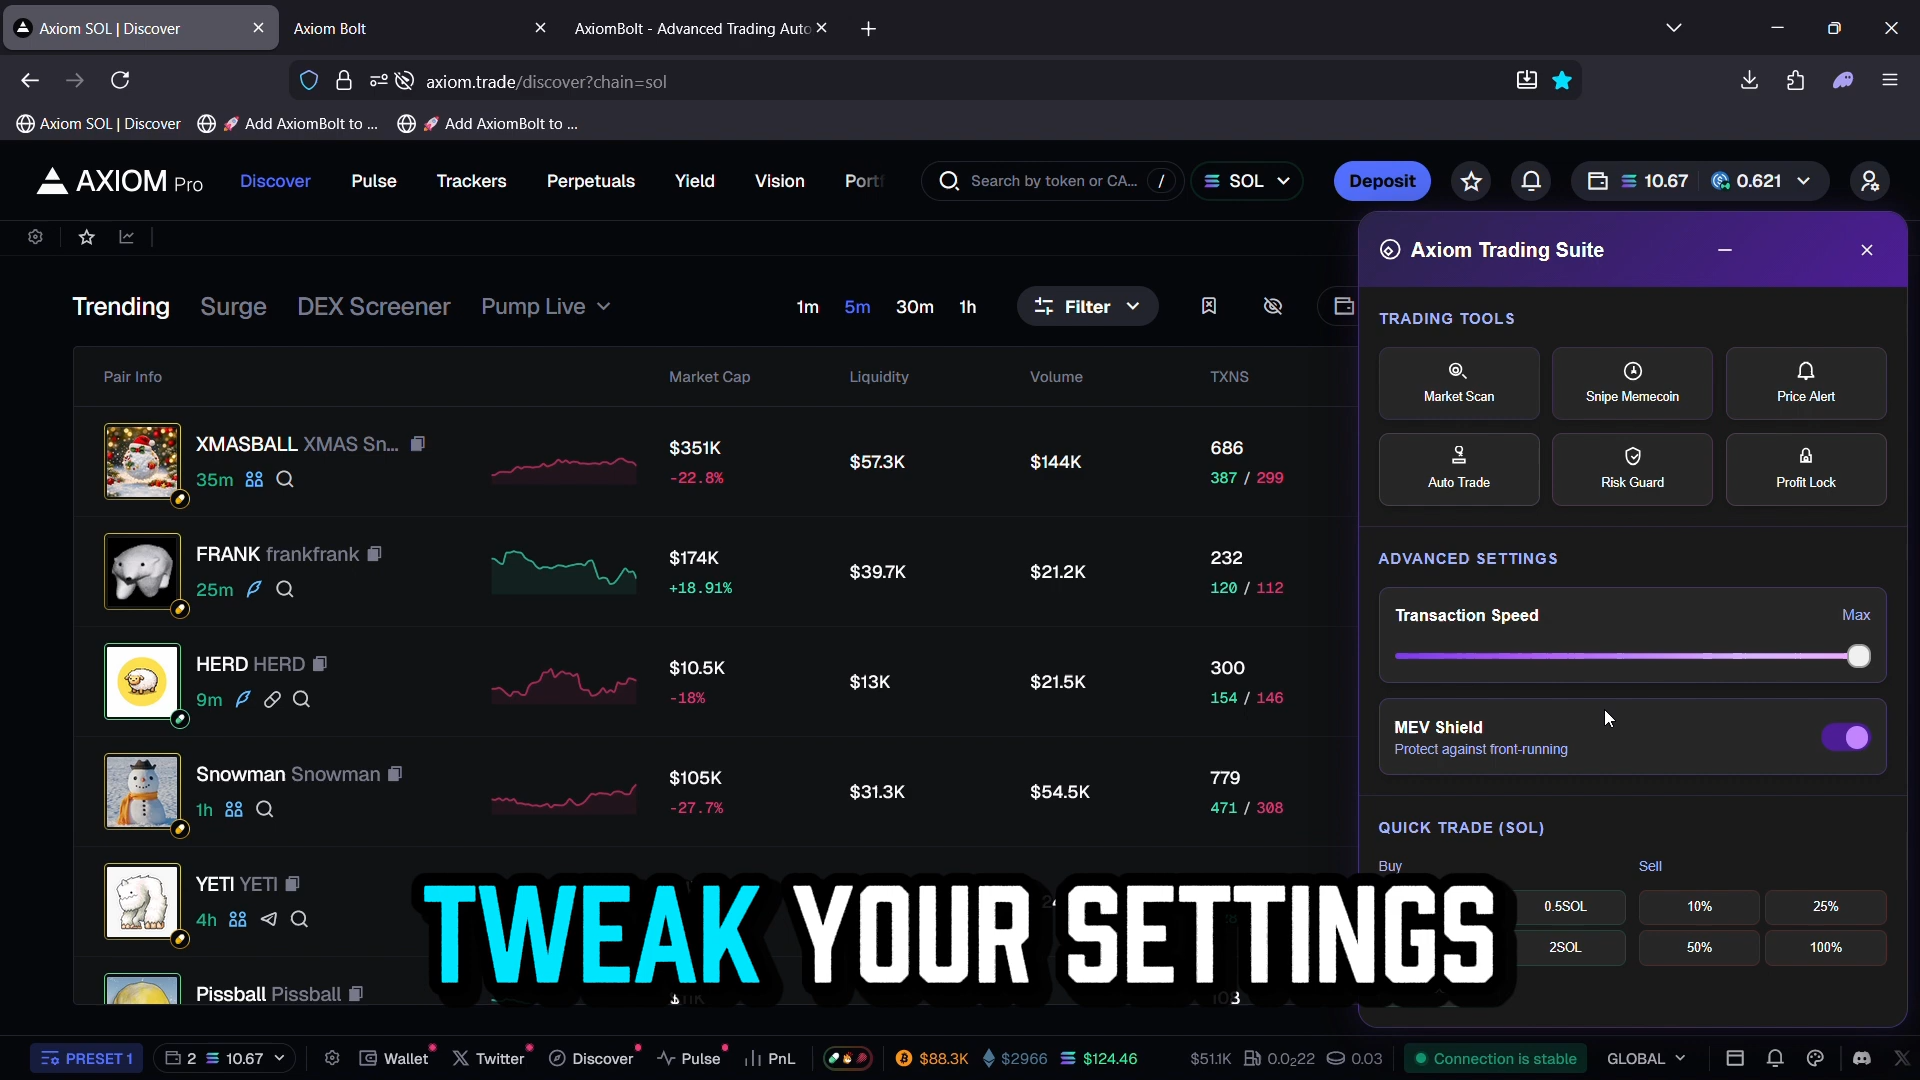 Axiom SOL | Discover
Axiom Bolt
AxiomBolt - Advanced Trading Auto
axiom.trade/discover?chain=sol
Axiom SOL | Discover
🚀 Add AxiomBolt to ...
🚀 Add AxiomBolt to ...
AXIOM Pro
Discover
Pulse
Trackers
Perpetuals
Yield
Vision
Portf
Search by token or CA...
/
SOL
Deposit
10.67
0.621
Axiom Trading Suite
Trending
Surge
DEX Screener
Pump Live
1m
5m
30m
1h
Filter
TRADING TOOLS
Market Scan
Snipe Memecoin
Price Alert
Auto Trade
Risk Guard
Profit Lock
Pair Info
Market Cap
Liquidity
Volume
TXNS
XMASBALL XMAS Sn...
35m
$351K
-22.8%
$57.3K
$144K
686
387 / 299
FRANK frankfrank
25m
$174K
+18.91%
$39.7K
$21.2K
232
120 / 112
HERD HERD
9m
$10.5K
-18%
$13K
$21.5K
300
154 / 146
Snowman Snowman
1h
$105K
-27.7%
$31.3K
$54.5K
779
471 / 308
YETI YETI
4h
Pissball Pissball
ADVANCED SETTINGS
Transaction Speed
Max
MEV Shield
Protect against front-running
QUICK TRADE (SOL)
Buy
Sell
0.5SOL
10%
25%
2SOL
50%
100%
TWEAK YOUR SETTINGS
PRESET 1
2
10.67
Wallet
Twitter
Discover
Pulse
PnL
$88.3K
$2966
$124.46
$51.1K
0.0₂22
0.03
Connection is stable
GLOBAL